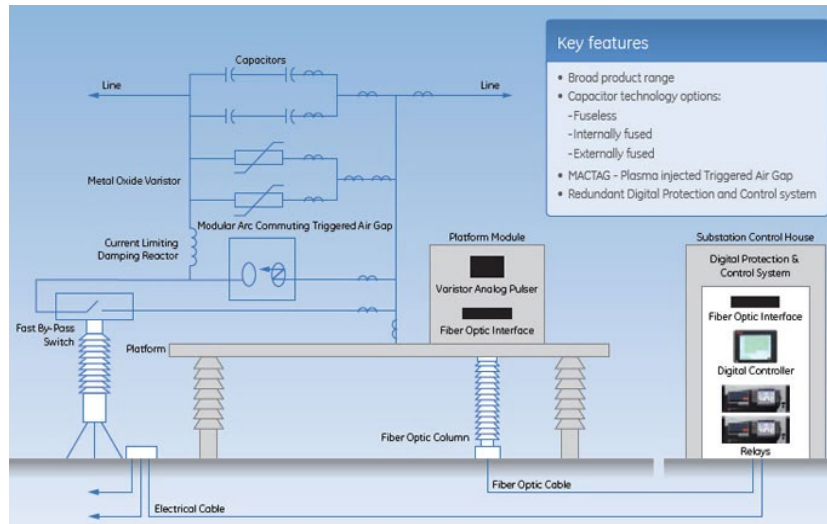 Capacitors
Line
Line
Metal Oxide Varistor
Modular Arc Commuting Triggered Air Gap
Current Limiting
Damping Reactor
Fast By-Pass
Switch
Platform
Platform Module
Varistor Analog Pulser
Fiber Optic Interface
Fiber Optic Column
Electrical Cable
Fiber Optic Cable
Key features
• Broad product range
• Capacitor technology options:
-Fuseless
-Internally fused
-Externally fused
• MACTAG - Plasma injected Triggered Air Gap
• Redundant Digital Protection and Control system
Substation Control House
Digital Protection &
Control System
Fiber Optic Interface
Digital Controller
Relays